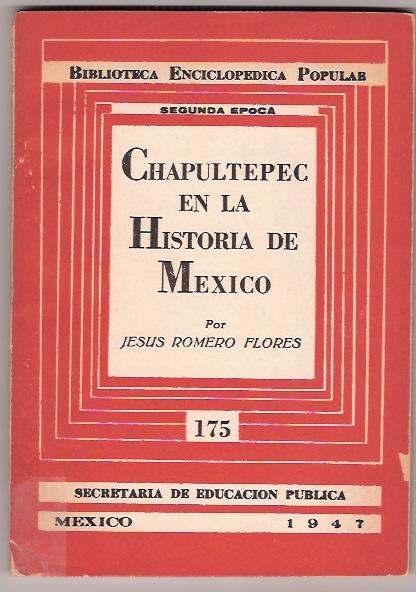 BIBLIOTECA ENCICLOPEDICA POPULAR
SEGUNDA EPOCA
CHAPULTEPEC
EN LA
HISTORIA DE
MEXICO
Por
JESUS ROMERO FLORES
175
SECRETARIA DE EDUCACION PUBLICA
MEXICO 1947